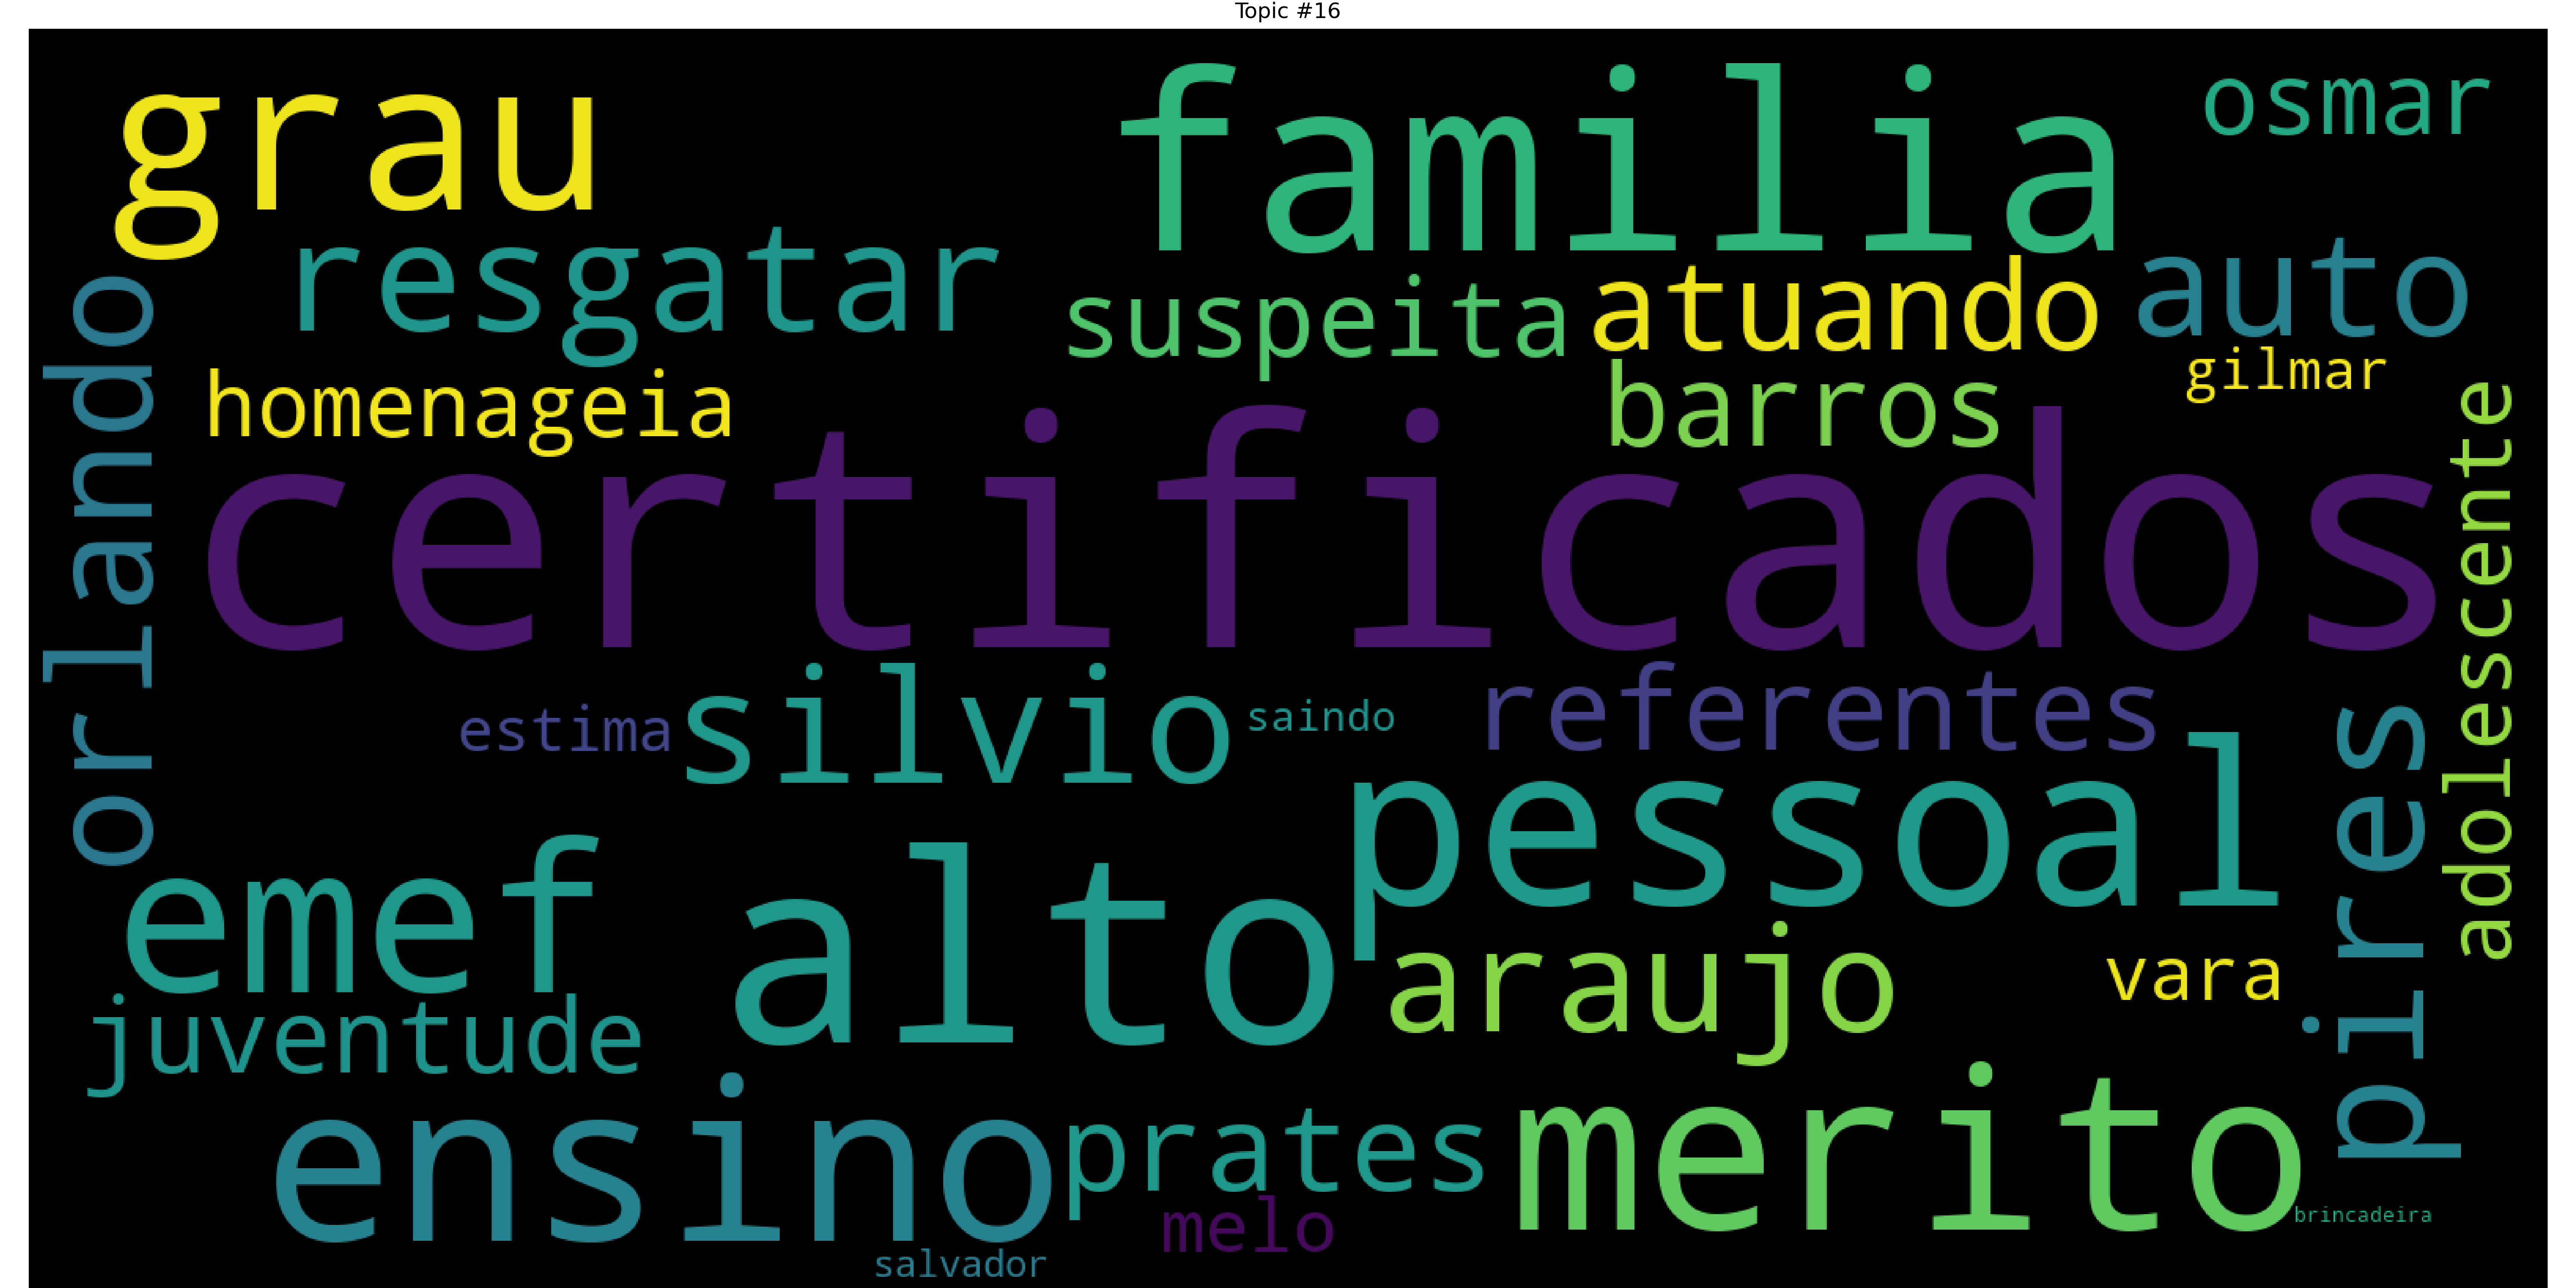 Topic #16
grau
familia
osmar
resgatar
suspeita
atuando
auto
homenageia
barros
gilmar
orlando
certificados
adolescente
estima
silvio
saindo
referentes
pessoal
pires
emef
alto
araujo
vara
juventude
ensino
prates
merito
melo
brincadeira
salvador